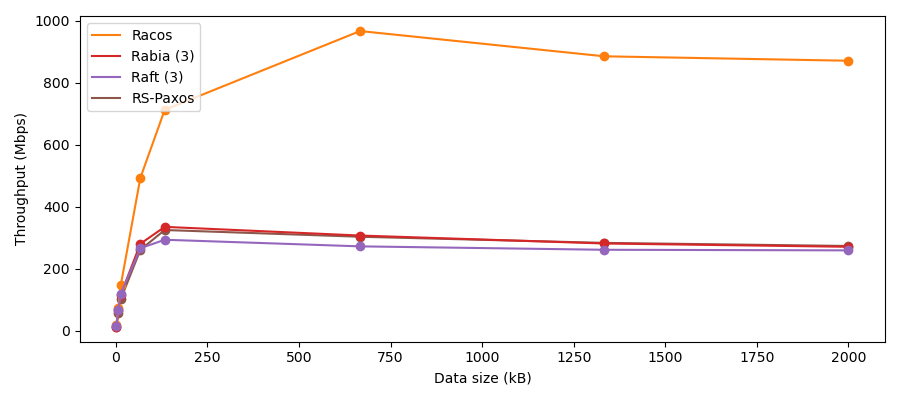 1000
800
600
400
200
0
Throughput (Mbps)
Racos
Rabia (3)
Raft (3)
RS-Paxos
0 250 500 750 1000 1250 1500 1750 2000
Data size (kB)